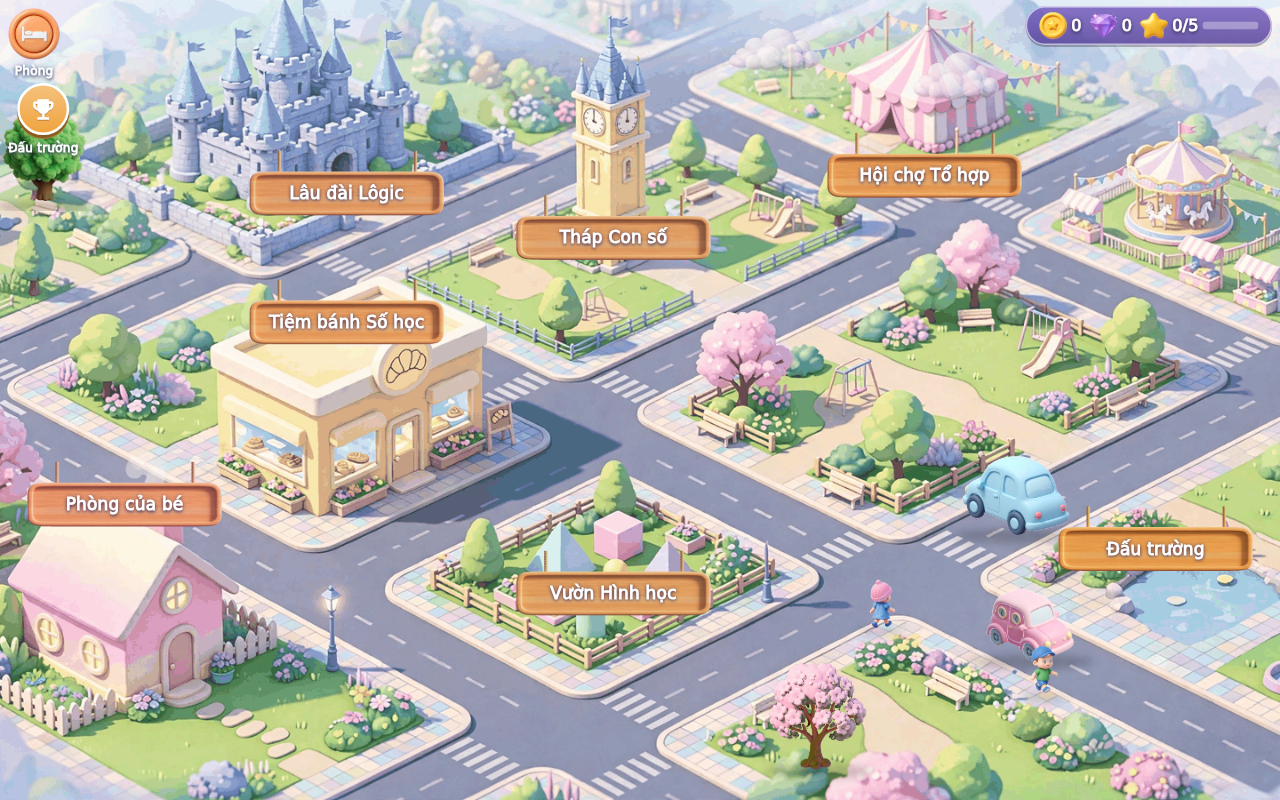 Phòng
Đấu trường
0
0
0/5
Lâu đài Lôgic
Tháp Con số
Hội chợ Tổ hợp
Tiệm bánh Số học
Phòng của bé
Vườn Hình học
Đấu trường